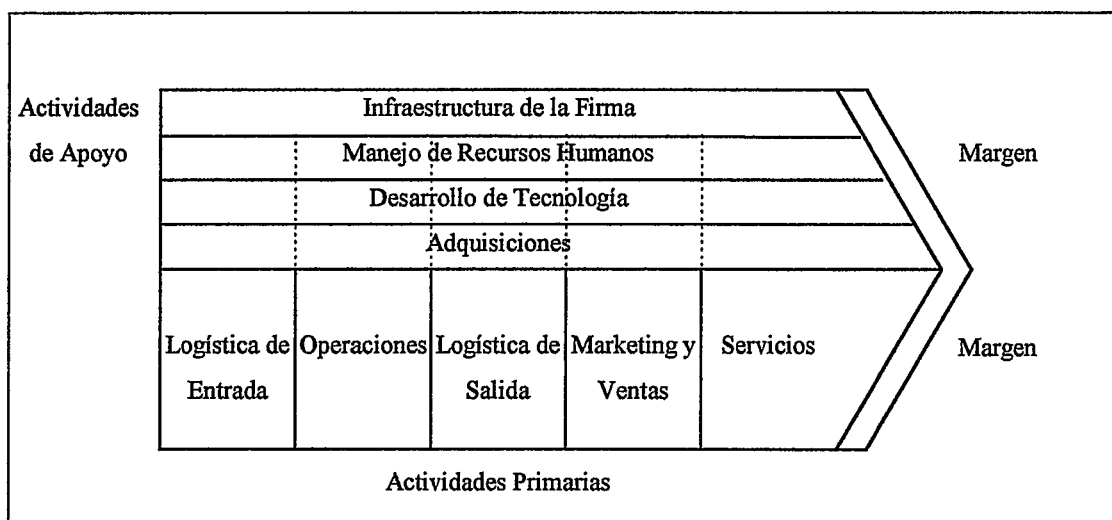 Actividades
de Apoyo
Infraestructura de la Firma
Manejo de Recursos Humanos
Desarrollo de Tecnología
Adquisiciones
Margen
Logística de
Entrada
Operaciones
Logística de
Salida
Marketing y
Ventas
Servicios
Margen
Actividades Primarias